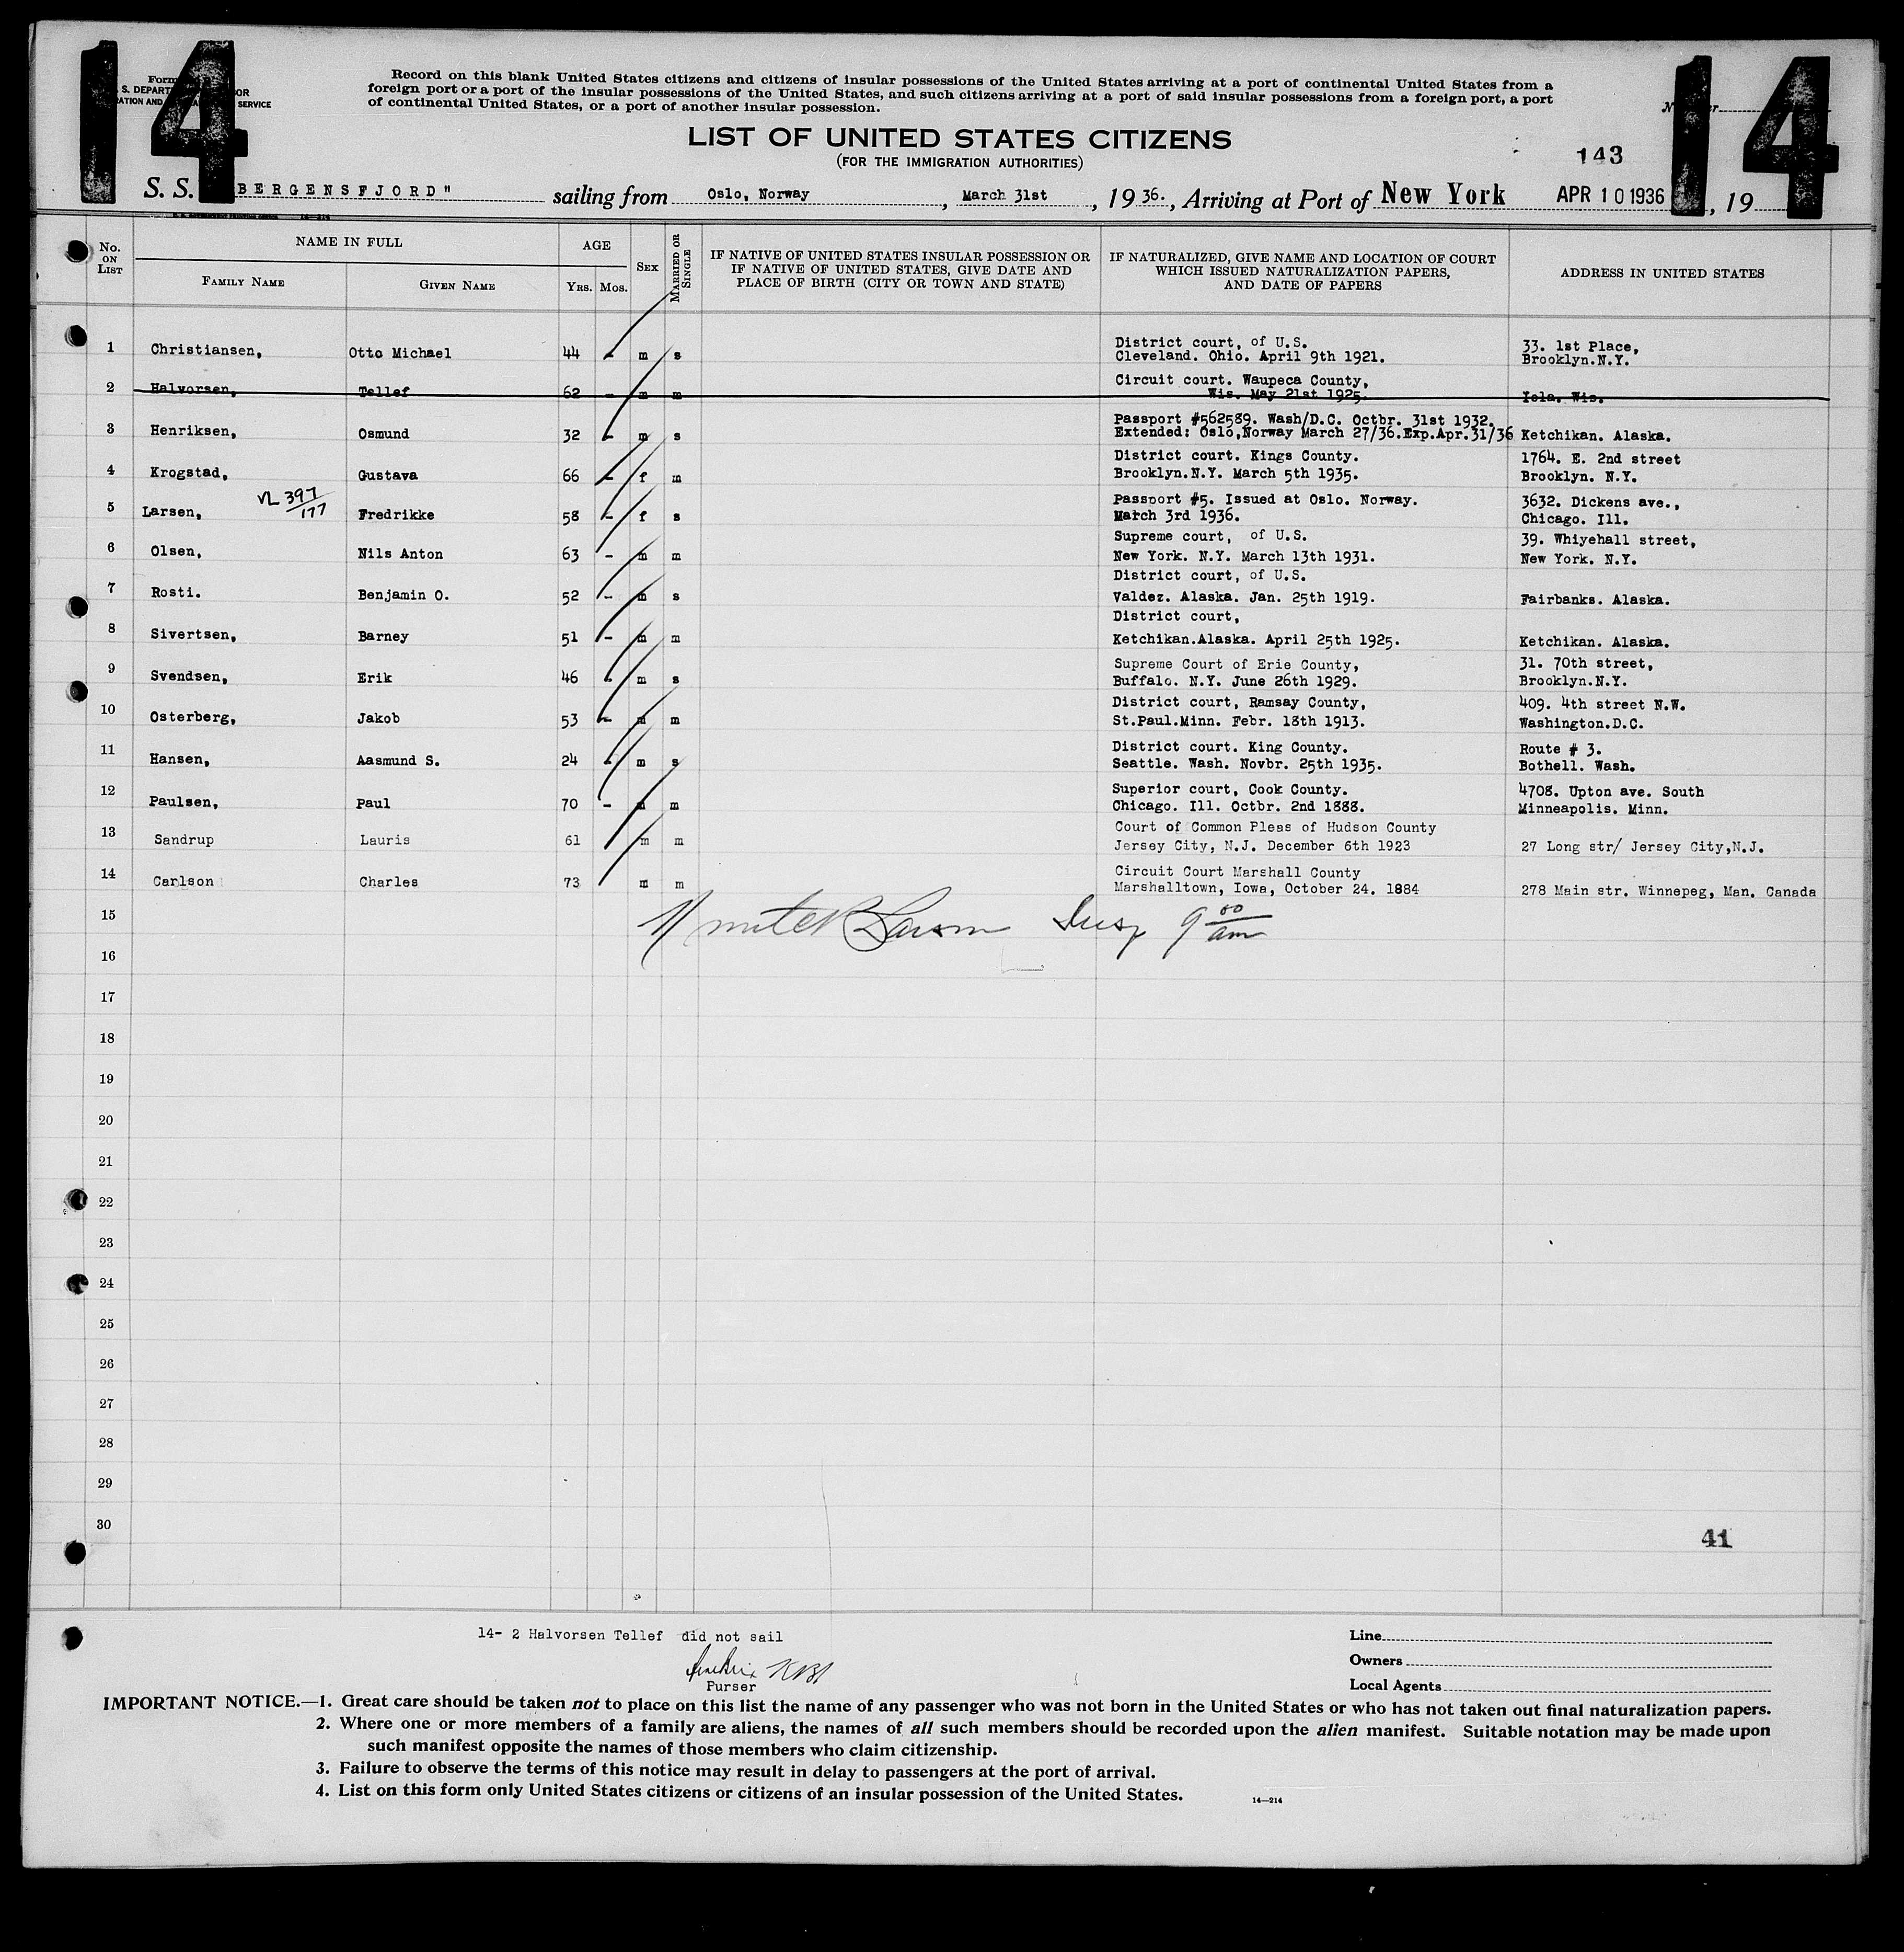 14
14
Form
S. DEPART OR
RATION AND SERVICE
Record on this blank United States citizens and citizens of insular possessions of the United States arriving at a port of continental United States from a
foreign port or a port of the insular possessions of the United States, and such citizens arriving at a port of said insular possessions from a foreign port, a port
of continental United States, or a port of another insular possession.
LIST OF UNITED STATES CITIZENS
(FOR THE IMMIGRATION AUTHORITIES)
143
S. S. BERGENSFJORD" sailing from Oslo, Norway, March 31st, 1936., Arriving at Port of New York APR 10 1936, 19
No. ON LIST
NAME IN FULL
FAMILY NAME GIVEN NAME
AGE
YRS. MOS.
SEX
MARRIED OR SINGLE
IF NATIVE OF UNITED STATES INSULAR POSSESSION OR
IF NATIVE OF UNITED STATES, GIVE DATE AND
PLACE OF BIRTH (CITY OR TOWN AND STATE)
IF NATURALIZED, GIVE NAME AND LOCATION OF COURT
WHICH ISSUED NATURALIZATION PAPERS,
AND DATE OF PAPERS
ADDRESS IN UNITED STATES
1 Christiansen, Otto Michael 44 - m s District court, of U.S. 33. 1st Place,
Cleveland. Ohio. April 9th 1921. Brooklyn.N.Y.
2 Halvorsen, Tellef 62 - m m Circuit court. Waupeca County,
Wis. May 21st 1925. Iola. Wis.
3 Henriksen, Osmund 32 - m s Passport #562589. Wash/D.C. Octbr. 31st 1932.
Extended: Oslo,Norway March 27/36.Exp.Apr.31/36 Ketchikan. Alaska.
4 Krogstad, Gustava 66 - f m District court. Kings County. 1764. E. 2nd street
Brooklyn.N.Y. March 5th 1935. Brooklyn. N.Y.
VL 397/177
5 Larsen, Fredrikke 58 - f s Passport #5. Issued at Oslo. Norway. 3632. Dickens ave.,
March 3rd 1936. Chicago. Ill.
6 Olsen, Nils Anton 63 - m m Supreme court, of U.S. 39. Whiyehall street,
New York. N.Y. March 13th 1931. New York. N.Y.
7 Rosti. Benjamin O. 52 - m s District court, of U.S.
Valdez. Alaska. Jan. 25th 1919. Fairbanks. Alaska.
8 Sivertsen, Barney 51 - m m District court,
Ketchikan.Alaska. April 25th 1925. Ketchikan. Alaska.
9 Svendsen, Erik 46 - m s Supreme Court of Erie County, 31. 70th street,
Buffalo. N.Y. June 26th 1929. Brooklyn.N.Y.
10 Osterberg, Jakob 53 - m m District court, Ramsay County, 409. 4th street N.W.
St.Paul.Minn. Febr. 18th 1913. Washington.D.C.
11 Hansen, Aasmund S. 24 - m s District court. King County. Route # 3.
Seattle. Wash. Novbr. 25th 1935. Bothell. Wash.
12 Paulsen, Paul 70 - m m Superior court, Cook County. 4708. Upton ave. South
Chicago. Ill. Octbr. 2nd 1888. Minneapolis. Minn.
13 Sandrup Lauris 61 m m Court of Common Pleas of Hudson County
Jersey City, N.J. December 6th 1923 27 Long str/ Jersey City,N.J.
14 Carlson Charles 73 m m Circuit Court Marshall County
Marshalltown, Iowa, October 24. 1884 278 Main str. Winnepeg, Man. Canada
15 9 00 am
16
17
18
19
20
21
22
23
24
25
26
27
28
29
30
41
14- 2 Halvorsen Tellef did not sail
Purser
Line
Owners
Local Agents
IMPORTANT NOTICE.—1. Great care should be taken not to place on this list the name of any passenger who was not born in the United States or who has not taken out final naturalization papers.
2. Where one or more members of a family are aliens, the names of all such members should be recorded upon the alien manifest. Suitable notation may be made upon
such manifest opposite the names of those members who claim citizenship.
3. Failure to observe the terms of this notice may result in delay to passengers at the port of arrival.
4. List on this form only United States citizens or citizens of an insular possession of the United States.
14—214